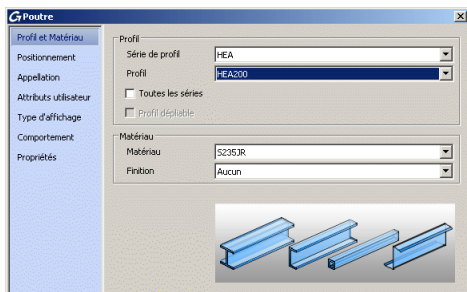 Poutre
Profil et Matériau
Positionnement
Appellation
Attributs utilisateur
Type d'affichage
Comportement
Propriétés
Profil
Série de profil HEA
Profil HEA200
Toutes les séries
Profil dépliable
Matériau
Matériau S235JR
Finition Aucun